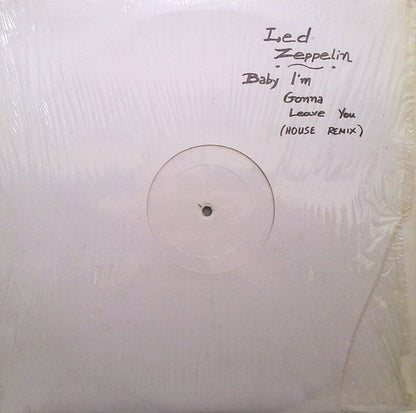 Led
Zeppelin
Baby I'm
Gonna
Leave You
(HOUSE REMIX)